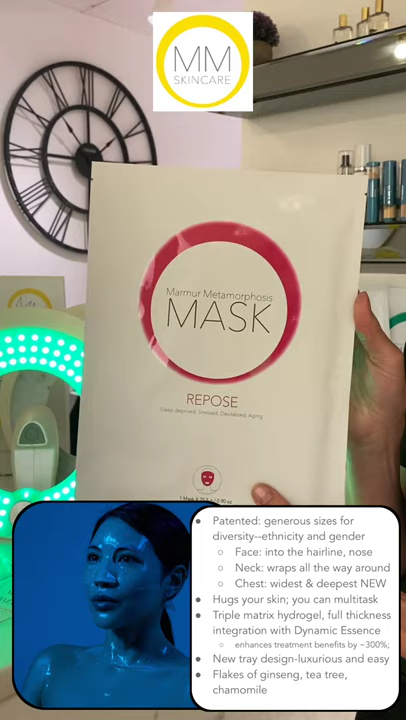 MM
SKINCARE
Marmur Metamorphosis
MASK
REPOSE
Sleep deprived, Stressed, Devitalized, Aging
• Patented: generous sizes for
diversity--ethnicity and gender
○ Face: into the hairline, nose
○ Neck: wraps all the way around
○ Chest: widest & deepest NEW
• Hugs your skin; you can multitask
• Triple matrix hydrogel, full thickness
integration with Dynamic Essence
○ enhances treatment benefits by ~300%;
• New tray design-luxurious and easy
• Flakes of ginseng, tea tree,
chamomile